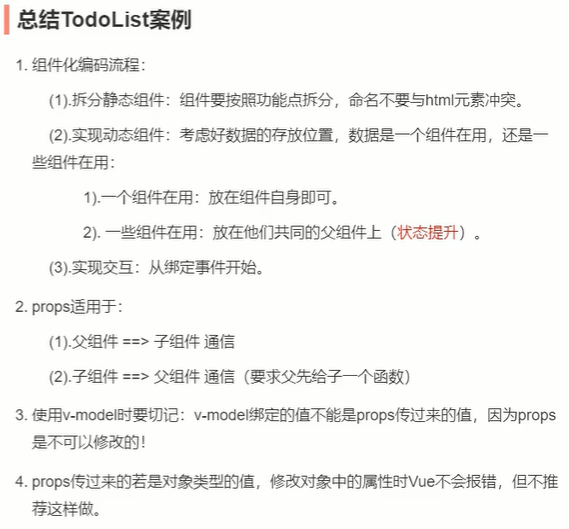 总结TodoList案例
1. 组件化编码流程：
(1).拆分静态组件：组件要按照功能点拆分，命名不要与html元素冲突。
(2).实现动态组件：考虑好数据的存放位置，数据是一个组件在用，还是一
些组件在用：
1).一个组件在用：放在组件自身即可。
2). 一些组件在用：放在他们共同的父组件上（状态提升）。
(3).实现交互：从绑定事件开始。
2. props适用于：
(1).父组件 ==> 子组件 通信
(2).子组件 ==> 父组件 通信（要求父先给子一个函数）
3. 使用v-model时要切记：v-model绑定的值不能是props传过来的值，因为props
是不可以修改的！
4. props传过来的若是对象类型的值，修改对象中的属性时Vue不会报错，但不推
荐这样做。